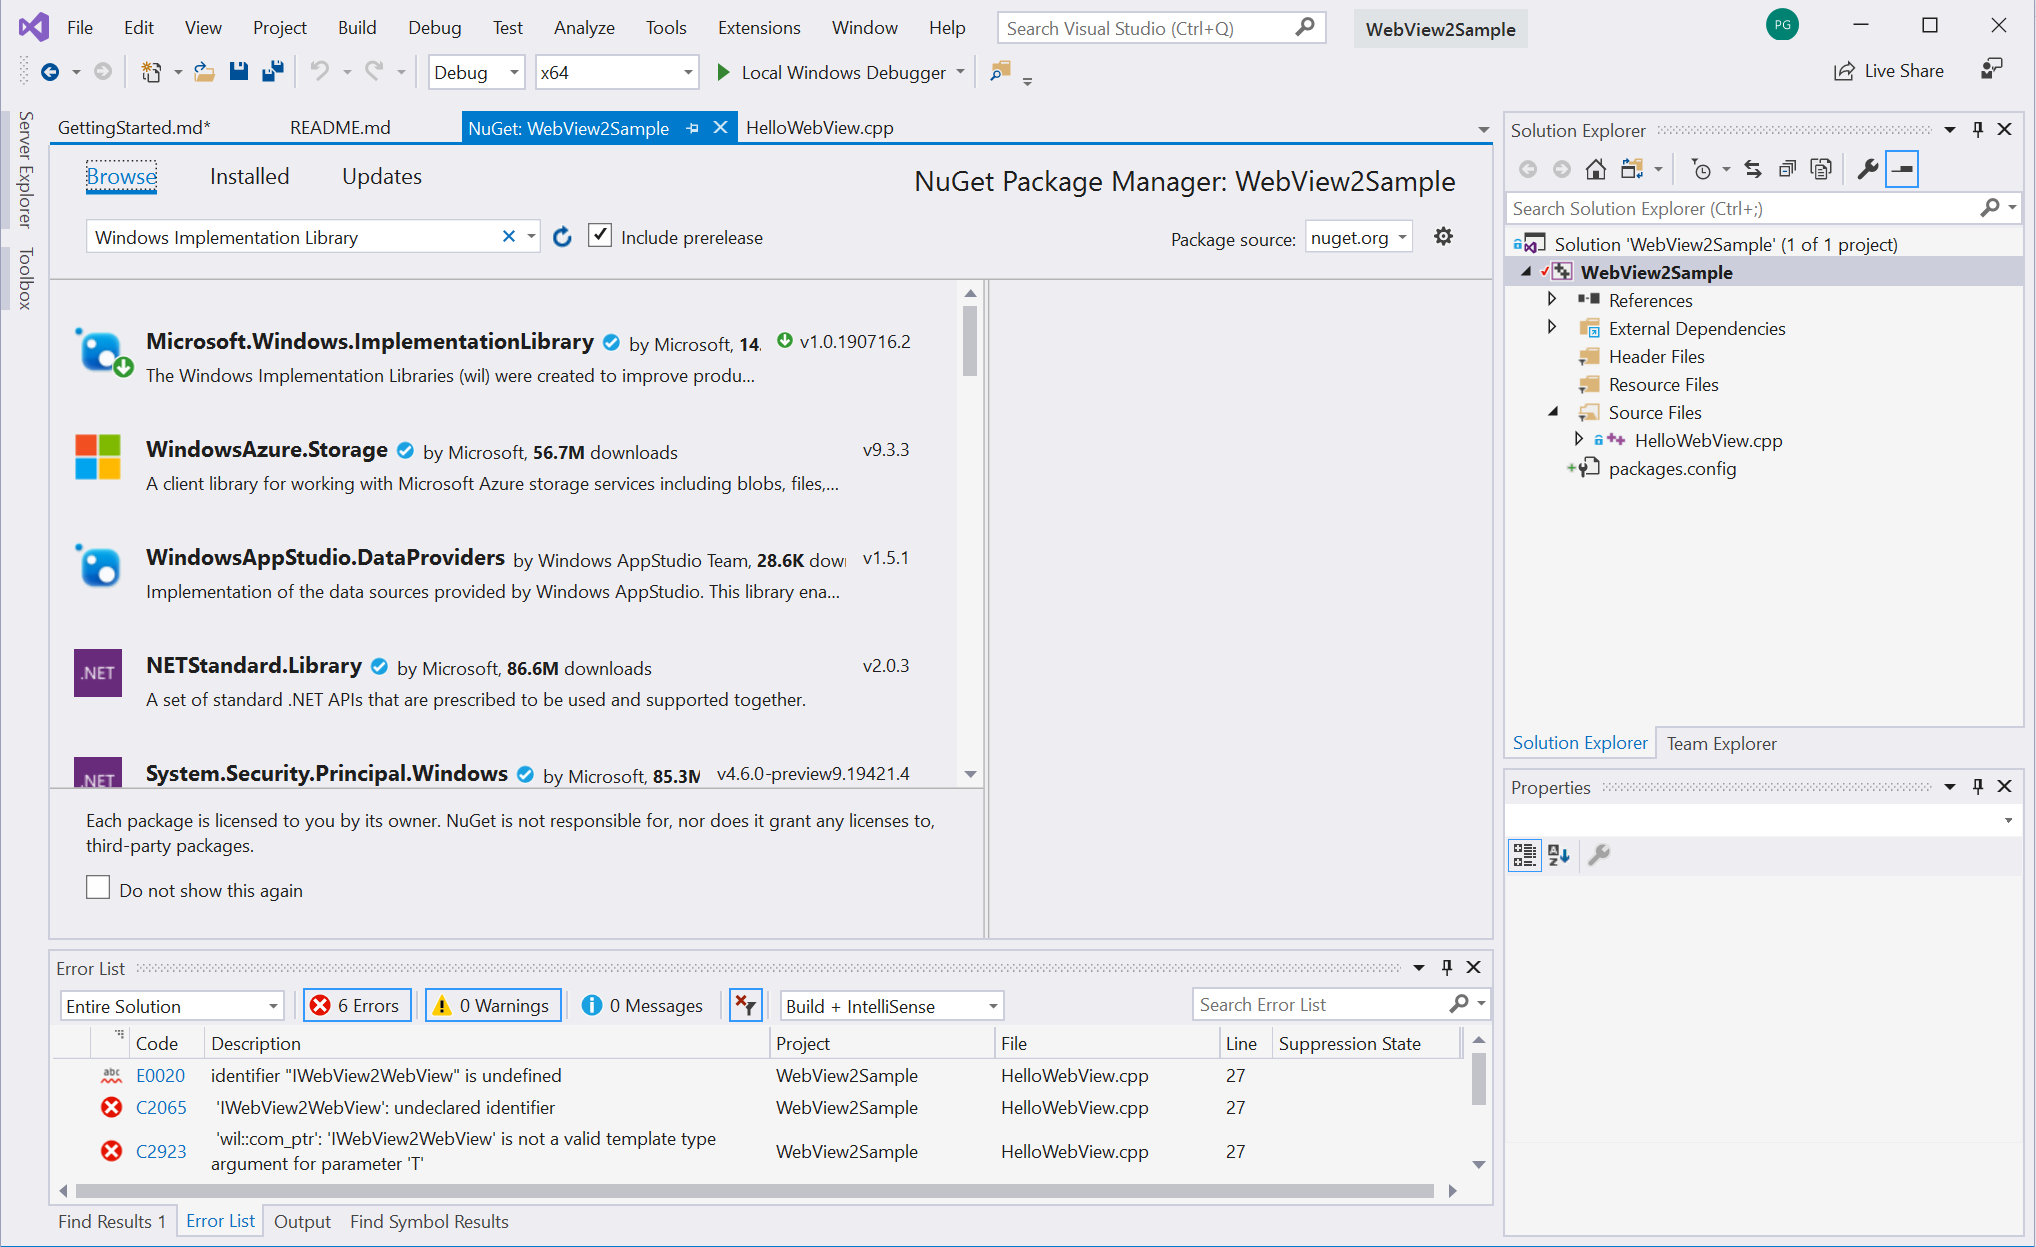 File Edit View Project Build Debug Test Analyze Tools Extensions Window Help Search Visual Studio (Ctrl+Q) WebView2Sample PG
Debug x64 Local Windows Debugger Live Share
Server Explorer
Toolbox
GettingStarted.md* README.md NuGet: WebView2Sample HelloWebView.cpp
Browse Installed Updates NuGet Package Manager: WebView2Sample
Windows Implementation Library Include prerelease Package source: nuget.org
Microsoft.Windows.ImplementationLibrary by Microsoft, 14. v1.0.190716.2
The Windows Implementation Libraries (wil) were created to improve produ...
WindowsAzure.Storage by Microsoft, 56.7M downloads v9.3.3
A client library for working with Microsoft Azure storage services including blobs, files,...
WindowsAppStudio.DataProviders by Windows AppStudio Team, 28.6K dow v1.5.1
Implementation of the data sources provided by Windows AppStudio. This library ena...
.NET
NETStandard.Library by Microsoft, 86.6M downloads v2.0.3
A set of standard .NET APIs that are prescribed to be used and supported together.
.NET
System.Security.Principal.Windows by Microsoft, 85.3M v4.6.0-preview9.19421.4
Each package is licensed to you by its owner. NuGet is not responsible for, nor does it grant any licenses to,
third-party packages.
Do not show this again
Solution Explorer
Search Solution Explorer (Ctrl+;)
Solution 'WebView2Sample' (1 of 1 project)
WebView2Sample
References
External Dependencies
Header Files
Resource Files
Source Files
HelloWebView.cpp
packages.config
Solution Explorer Team Explorer
Properties
Error List
Entire Solution 6 Errors 0 Warnings 0 Messages Build + IntelliSense Search Error List
Code Description Project File Line Suppression State
abc E0020 identifier "IWebView2WebView" is undefined WebView2Sample HelloWebView.cpp 27
C2065 'IWebView2WebView': undeclared identifier WebView2Sample HelloWebView.cpp 27
C2923 'wil::com_ptr': 'IWebView2WebView' is not a valid template type
argument for parameter 'T' WebView2Sample HelloWebView.cpp 27
Find Results 1 Error List Output Find Symbol Results